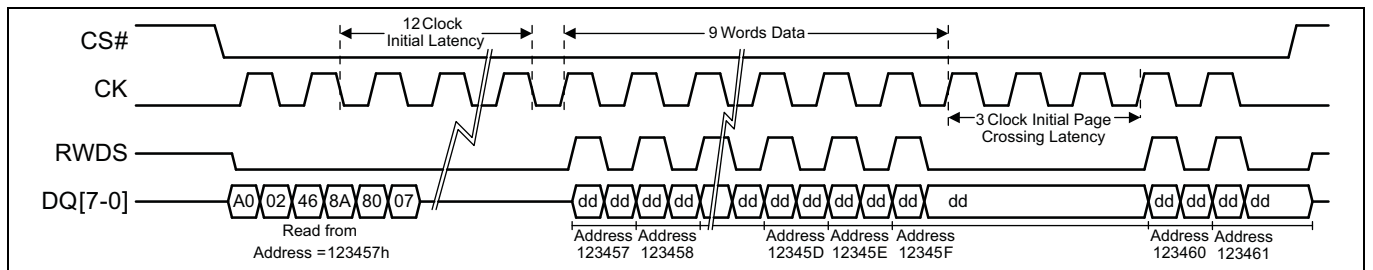 CS#
12 Clock
Initial Latency
9 Words Data
CK
3 Clock Initial Page
Crossing Latency
RWDS
DQ[7-0]
A0 02 46 8A 80 07 dd dd dd dd dd dd dd dd dd dd dd dd dd dd dd
Read from
Address = 123457h
Address
123457
Address
123458
Address
12345D
Address
12345E
Address
12345F
Address
123460
Address
123461